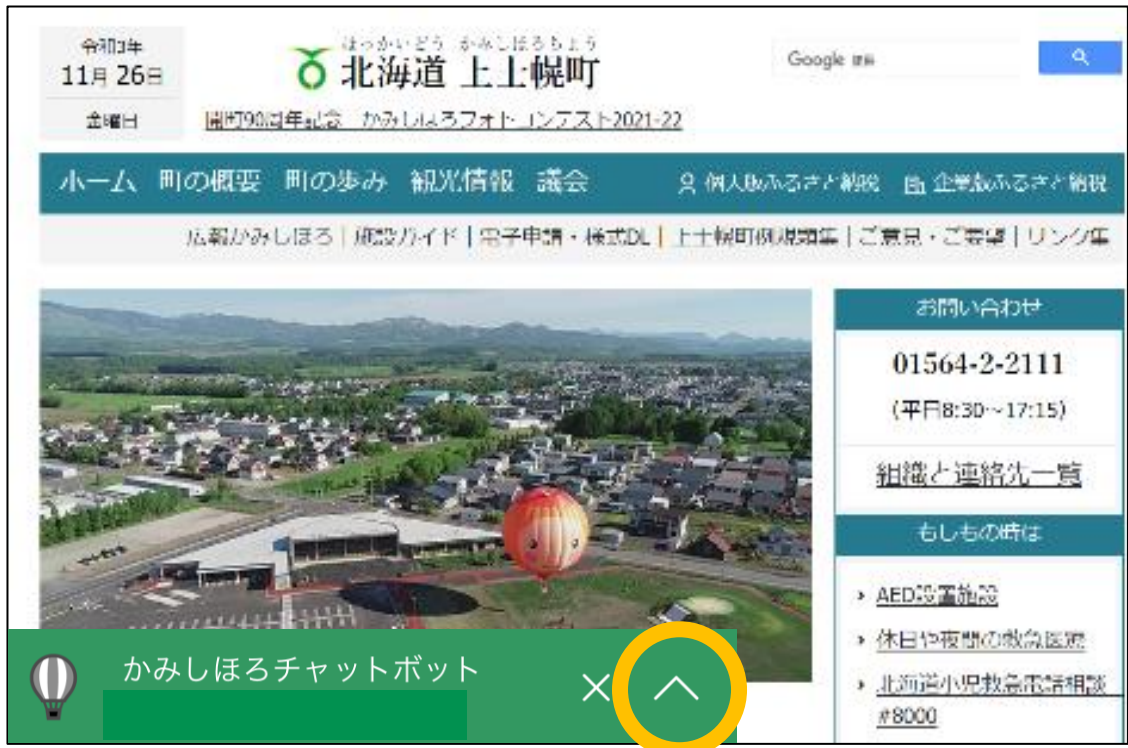 令和3年
11月 26日
金曜日
ほっかいどう かみしほろちょう
北海道 上士幌町
Google 検索
開町90周年記念 かみしほろフォトコンテスト2021-22
ホーム 町の概要 町の歩み 観光情報 議会
個人版ふるさと納税 企業版ふるさと納税
広報かみしほろ | 施設ガイド | 電子申請・様式DL | 上士幌町例規類集 | ご意見・ご要望 | リンク集
お問い合わせ
01564-2-2111
(平日8:30～17:15)
組織と連絡先一覧
もしもの時は
AED設置施設
休日や夜間の救急医療
北海道小児救急電話相談
#8000
かみしほろチャットボット